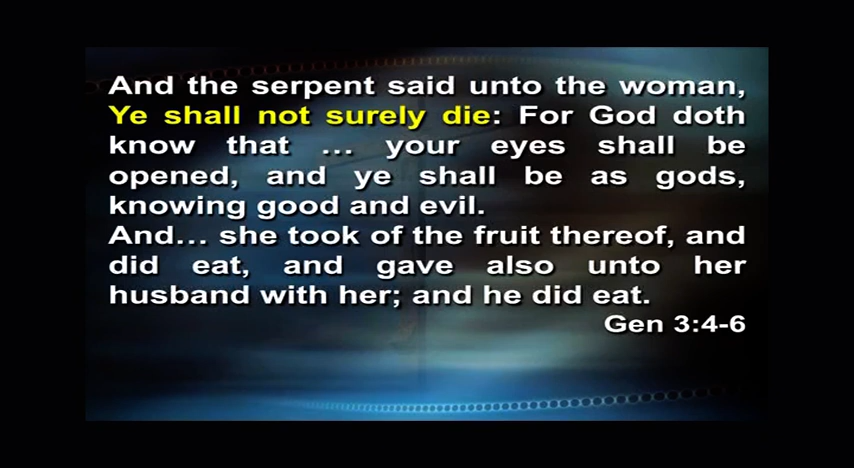 And the serpent said unto the woman,
Ye shall not surely die: For God doth
know that ... your eyes shall be
opened, and ye shall be as gods,
knowing good and evil.
And... she took of the fruit thereof, and
did eat, and gave also unto her
husband with her; and he did eat.
Gen 3:4-6